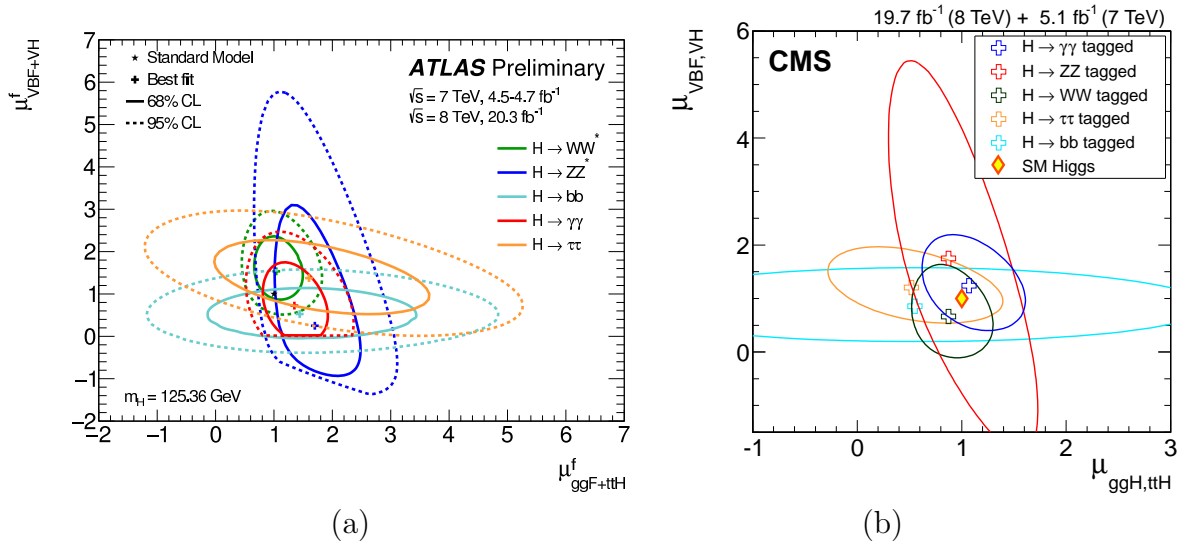 7
6
5
4
3
2
1
0
−1
−2
−2 −1 0 1 2 3 4 5 6 7
μ^f_VBF+VH
μ^f_ggF+ttH
Standard Model
Best fit
68% CL
95% CL
ATLAS Preliminary
√s = 7 TeV, 4.5-4.7 fb⁻¹
√s = 8 TeV, 20.3 fb⁻¹
H → WW*
H → ZZ*
H → bb
H → γγ
H → ττ
m_H = 125.36 GeV
(a)
19.7 fb⁻¹ (8 TeV) + 5.1 fb⁻¹ (7 TeV)
CMS
H → γγ tagged
H → ZZ tagged
H → WW tagged
H → ττ tagged
H → bb tagged
SM Higgs
μ_VBF,VH
6
4
2
0
-1 0 1 2 3
μ_ggH,ttH
(b)